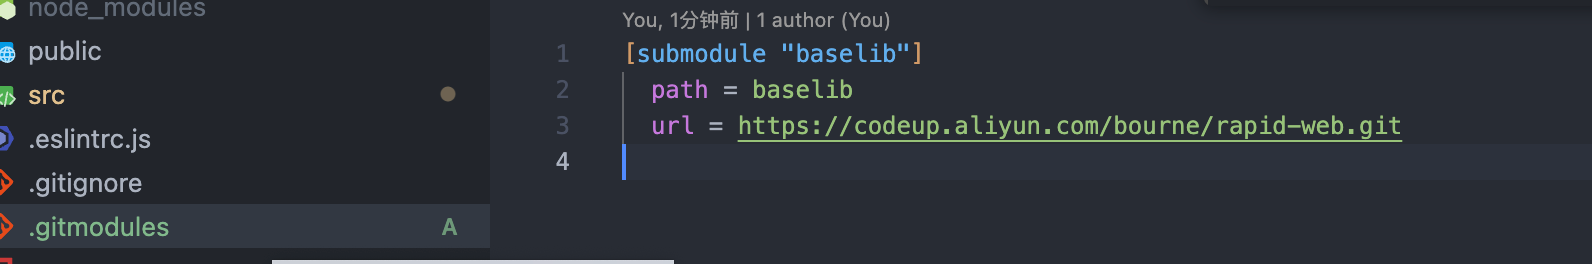 node_modules
public
src
.eslintrc.js
.gitignore
.gitmodules A
You, 1分钟前 | 1 author (You)
1 [submodule "baselib"]
2 path = baselib
3 url = https://codeup.aliyun.com/bourne/rapid-web.git
4